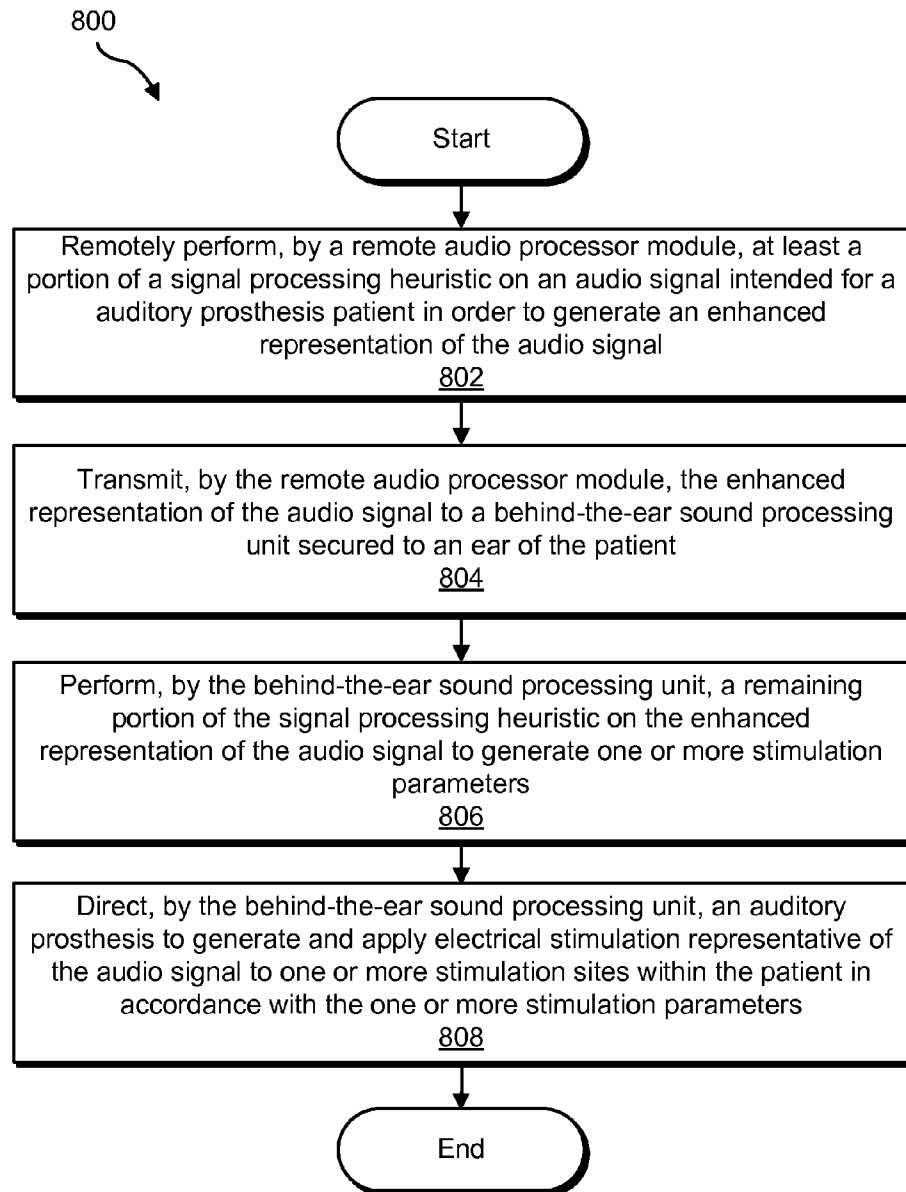 800
Start
Remotely perform, by a remote audio processor module, at least a
portion of a signal processing heuristic on an audio signal intended for a
auditory prosthesis patient in order to generate an enhanced
representation of the audio signal
802
Transmit, by the remote audio processor module, the enhanced
representation of the audio signal to a behind-the-ear sound processing
unit secured to an ear of the patient
804
Perform, by the behind-the-ear sound processing unit, a remaining
portion of the signal processing heuristic on the enhanced
representation of the audio signal to generate one or more stimulation
parameters
806
Direct, by the behind-the-ear sound processing unit, an auditory
prosthesis to generate and apply electrical stimulation representative of
the audio signal to one or more stimulation sites within the patient in
accordance with the one or more stimulation parameters
808
End